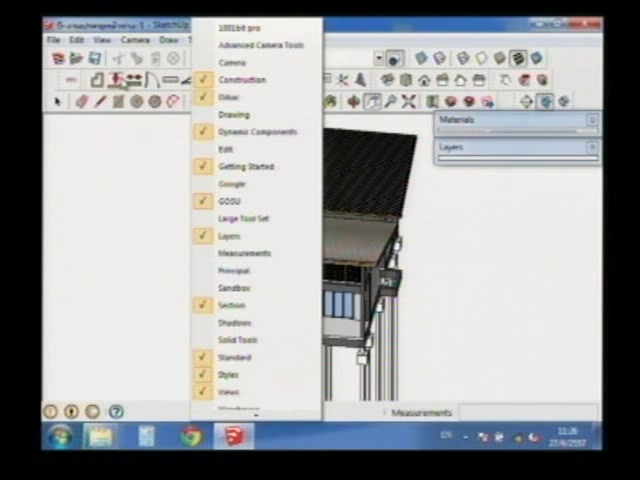 SketchUp
File Edit View Camera Draw
1001bit pro
Advanced Camera Tools
Camera
Construction
Dibac
Drawing
Dynamic Components
Edit
Getting Started
Google
GOSU
Large Tool Set
Layers
Measurements
Principal
Sandbox
Section
Shadows
Solid Tools
Standard
Styles
Views
Materials
Layers
Measurements
EN